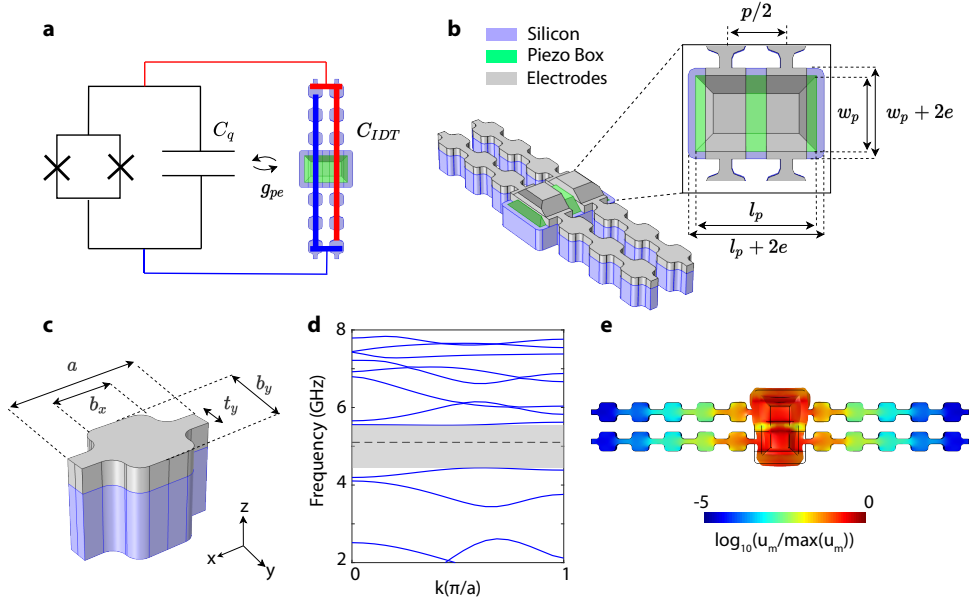 a
C_q
g_pe
C_IDT
b
Silicon
Piezo Box
Electrodes
p/2
w_p
w_p + 2e
l_p
l_p + 2e
c
a
b_x
b_y
t_y
z
x
y
d
Frequency (GHz)
8
6
4
2
0
1
k(π/a)
e
-5
0
log10(u_m/max(u_m))